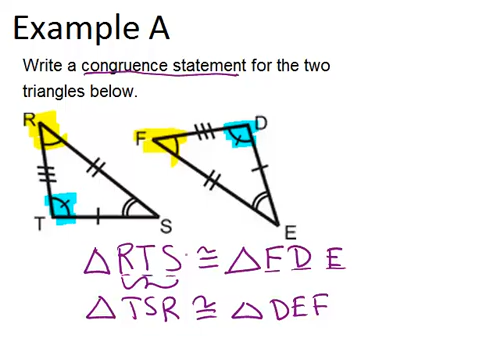 Example A
Write a congruence statement for the two
triangles below.
R
F
D
T
S
E
△RTS ≅ △FDE
△TSR ≅ △DEF